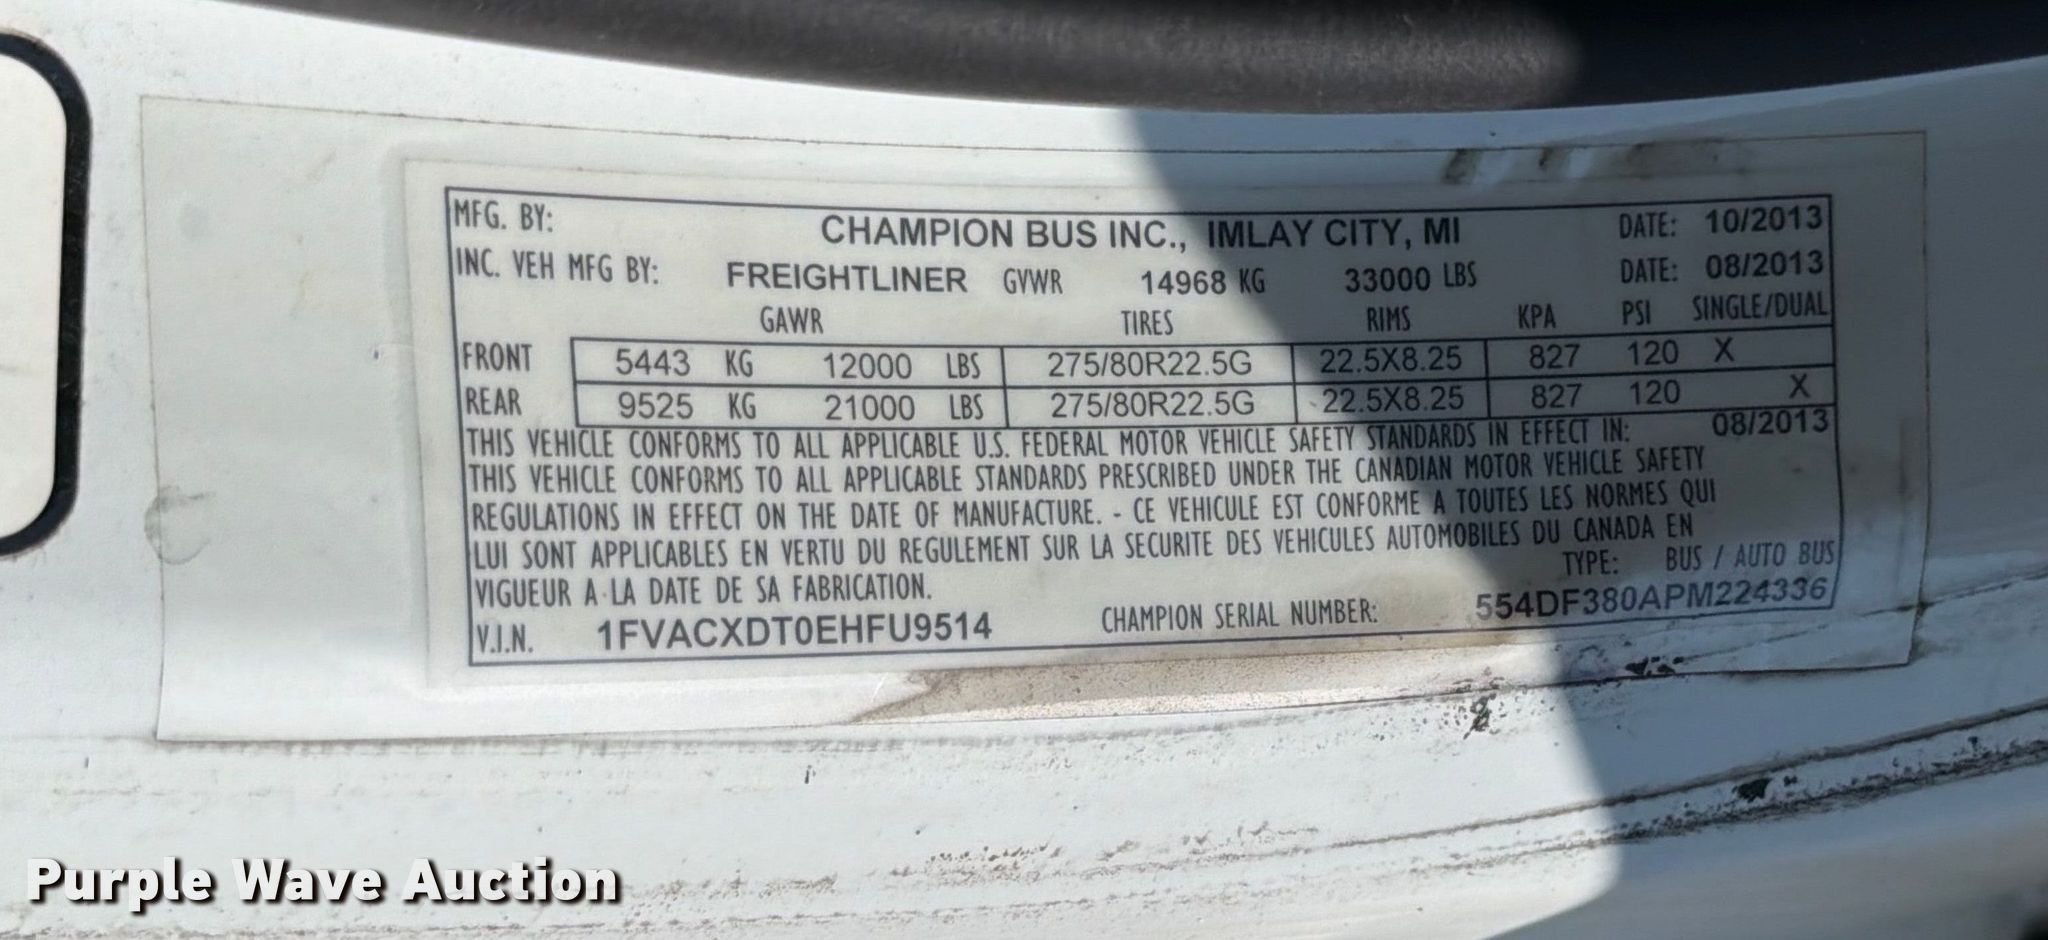 MFG. BY: CHAMPION BUS INC., IMLAY CITY, MI DATE: 10/2013
INC. VEH MFG BY: FREIGHTLINER GVWR 14968 KG 33000 LBS DATE: 08/2013
GAWR TIRES RIMS KPA PSI SINGLE/DUAL
FRONT 5443 KG 12000 LBS 275/80R22.5G 22.5X8.25 827 120 X
REAR 9525 KG 21000 LBS 275/80R22.5G 22.5X8.25 827 120 X
THIS VEHICLE CONFORMS TO ALL APPLICABLE U.S. FEDERAL MOTOR VEHICLE SAFETY STANDARDS IN EFFECT IN: 08/2013
THIS VEHICLE CONFORMS TO ALL APPLICABLE STANDARDS PRESCRIBED UNDER THE CANADIAN MOTOR VEHICLE SAFETY
REGULATIONS IN EFFECT ON THE DATE OF MANUFACTURE. - CE VEHICULE EST CONFORME A TOUTES LES NORMES QUI
LUI SONT APPLICABLES EN VERTU DU REGULEMENT SUR LA SECURITE DES VEHICULES AUTOMOBILES DU CANADA EN
VIGUEUR A LA DATE DE SA FABRICATION. TYPE: BUS / AUTO BUS
V.I.N. 1FVACXDT0EHFU9514 CHAMPION SERIAL NUMBER: 554DF380APM224336
Purple Wave Auction